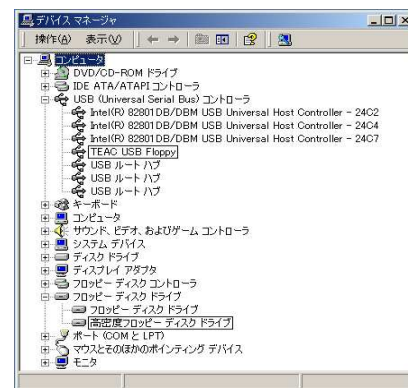 デバイス マネージャ
操作(A) 表示(V)
コンピュータ
DVD/CD-ROM ドライブ
IDE ATA/ATAPI コントローラ
USB (Universal Serial Bus) コントローラ
Intel(R) 82801DB/DBM USB Universal Host Controller - 24C2
Intel(R) 82801DB/DBM USB Universal Host Controller - 24C4
Intel(R) 82801DB/DBM USB Universal Host Controller - 24C7
TEAC USB Floppy
USB ルート ハブ
USB ルート ハブ
USB ルート ハブ
キーボード
コンピュータ
サウンド、ビデオ、およびゲーム コントローラ
システム デバイス
ディスク ドライブ
ディスプレイ アダプタ
フロッピー ディスク コントローラ
フロッピー ディスク ドライブ
フロッピー ディスク ドライブ
高密度フロッピー ディスク ドライブ
ポート (COM と LPT)
マウスとそのほかのポインティング デバイス
モニタ